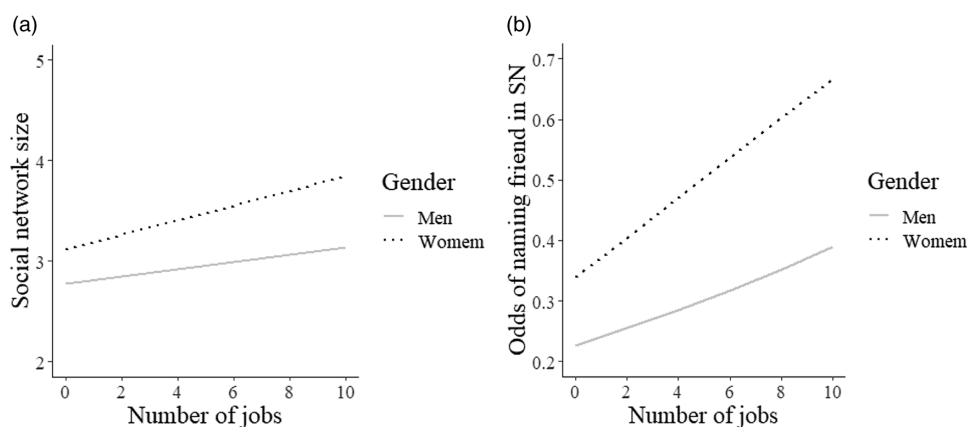 (a)
5
4
3
2
Social network size
0 2 4 6 8 10
Number of jobs
Gender
Men
Womem
(b)
0.7
0.6
0.5
0.4
0.3
0.2
Odds of naming friend in SN
0 2 4 6 8 10
Number of jobs
Gender
Men
Womem